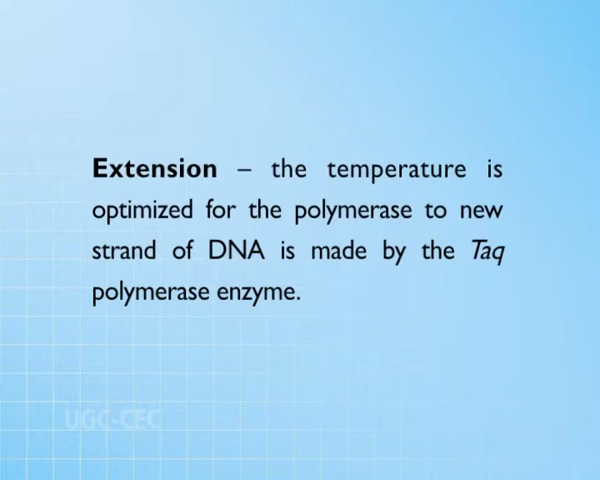 Extension – the temperature is
optimized for the polymerase to new
strand of DNA is made by the Taq
polymerase enzyme.
UGC-CEC